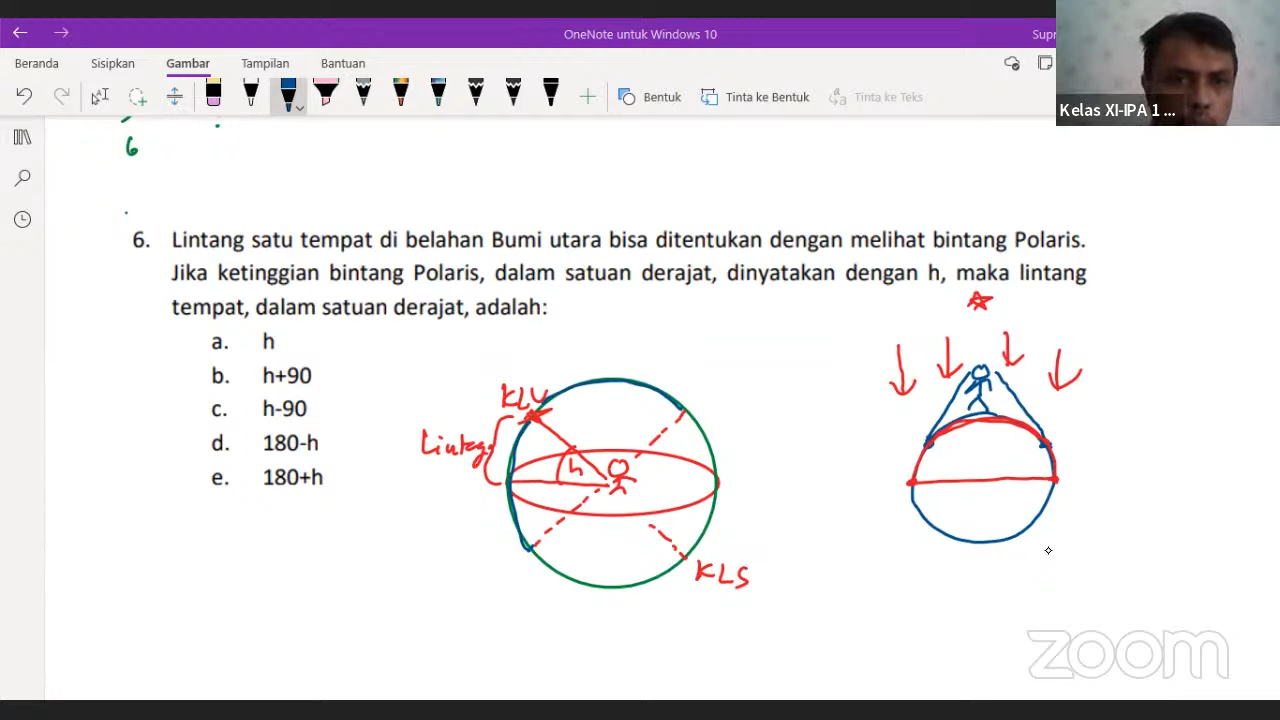 OneNote untuk Windows 10
Beranda
Sisipkan
Gambar
Tampilan
Bantuan
Bentuk
Tinta ke Bentuk
Tinta ke Teks
Kelas XI-IPA 1 ...
6
6. Lintang satu tempat di belahan Bumi utara bisa ditentukan dengan melihat bintang Polaris.
Jika ketinggian bintang Polaris, dalam satuan derajat, dinyatakan dengan h, maka lintang
tempat, dalam satuan derajat, adalah:
a. h
b. h+90
c. h-90
d. 180-h
e. 180+h
KLU
Lintang
h
KLS
zoom